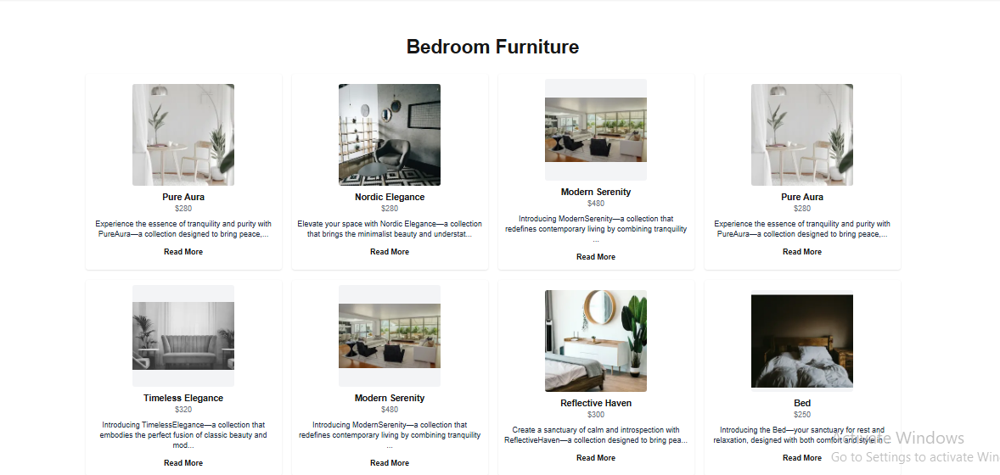 Bedroom Furniture
Pure Aura
$280
Experience the essence of tranquility and purity with
PureAura—a collection designed to bring peace,...
Read More
Nordic Elegance
$280
Elevate your space with Nordic Elegance—a collection
that brings the minimalist beauty and understat...
Read More
Modern Serenity
$480
Introducing ModernSerenity—a collection that
redefines contemporary living by combining tranquility
...
Read More
Pure Aura
$280
Experience the essence of tranquility and purity with
PureAura—a collection designed to bring peace,...
Read More
Timeless Elegance
$320
Introducing TimelessElegance—a collection that
embodies the perfect fusion of classic beauty and
mod...
Read More
Modern Serenity
$480
Introducing ModernSerenity—a collection that
redefines contemporary living by combining tranquility
...
Read More
Reflective Haven
$300
Create a sanctuary of calm and introspection with
ReflectiveHaven—a collection designed to bring pea...
Read More
Bed
$250
Introducing the Bed—your sanctuary for rest and
relaxation, designed with both comfort and style in
Read More
Activate Windows
Go to Settings to activate Win